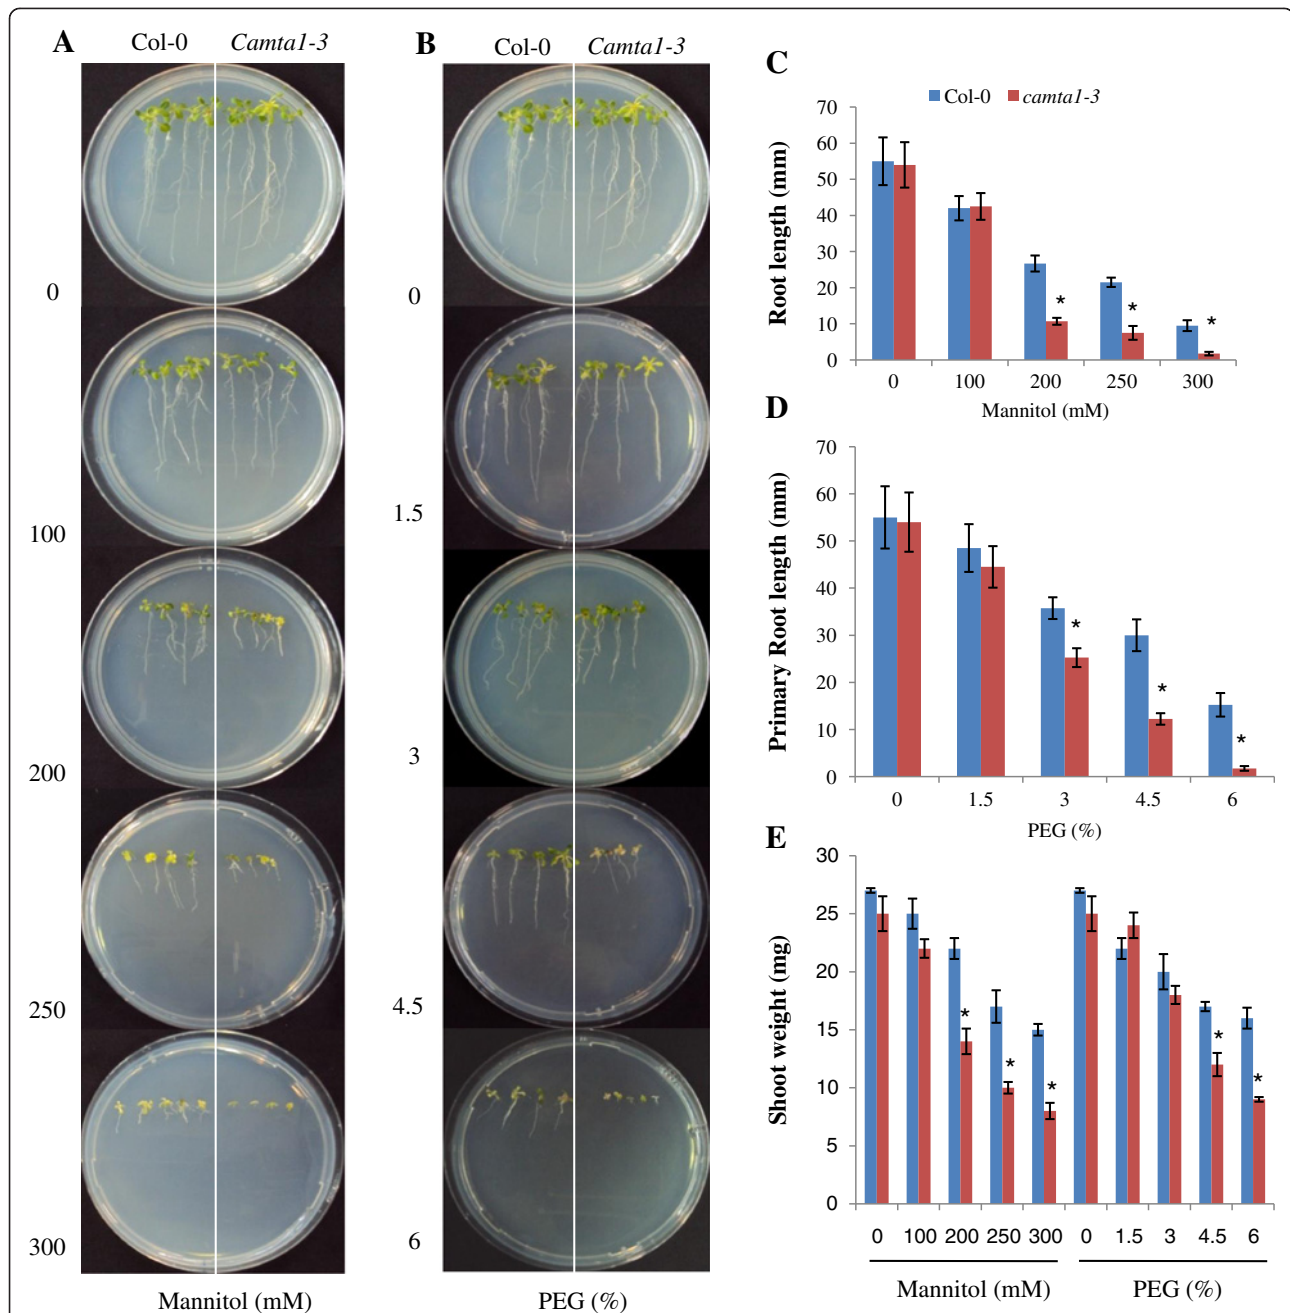 A
Col-0 Camta1-3
0
100
200
250
300
Mannitol (mM)
B
Col-0 Camta1-3
0
1.5
3
4.5
6
PEG (%)
C
Col-0 camta1-3
Root length (mm)
70
60
50
40
30
20
10
0
* * *
0 100 200 250 300
Mannitol (mM)
D
Primary Root length (mm)
70
60
50
40
30
20
10
0
* * *
0 1.5 3 4.5 6
PEG (%)
E
Shoot weight (mg)
30
25
20
15
10
5
0
* * * * *
0 100 200 250 300 0 1.5 3 4.5 6
Mannitol (mM) PEG (%)